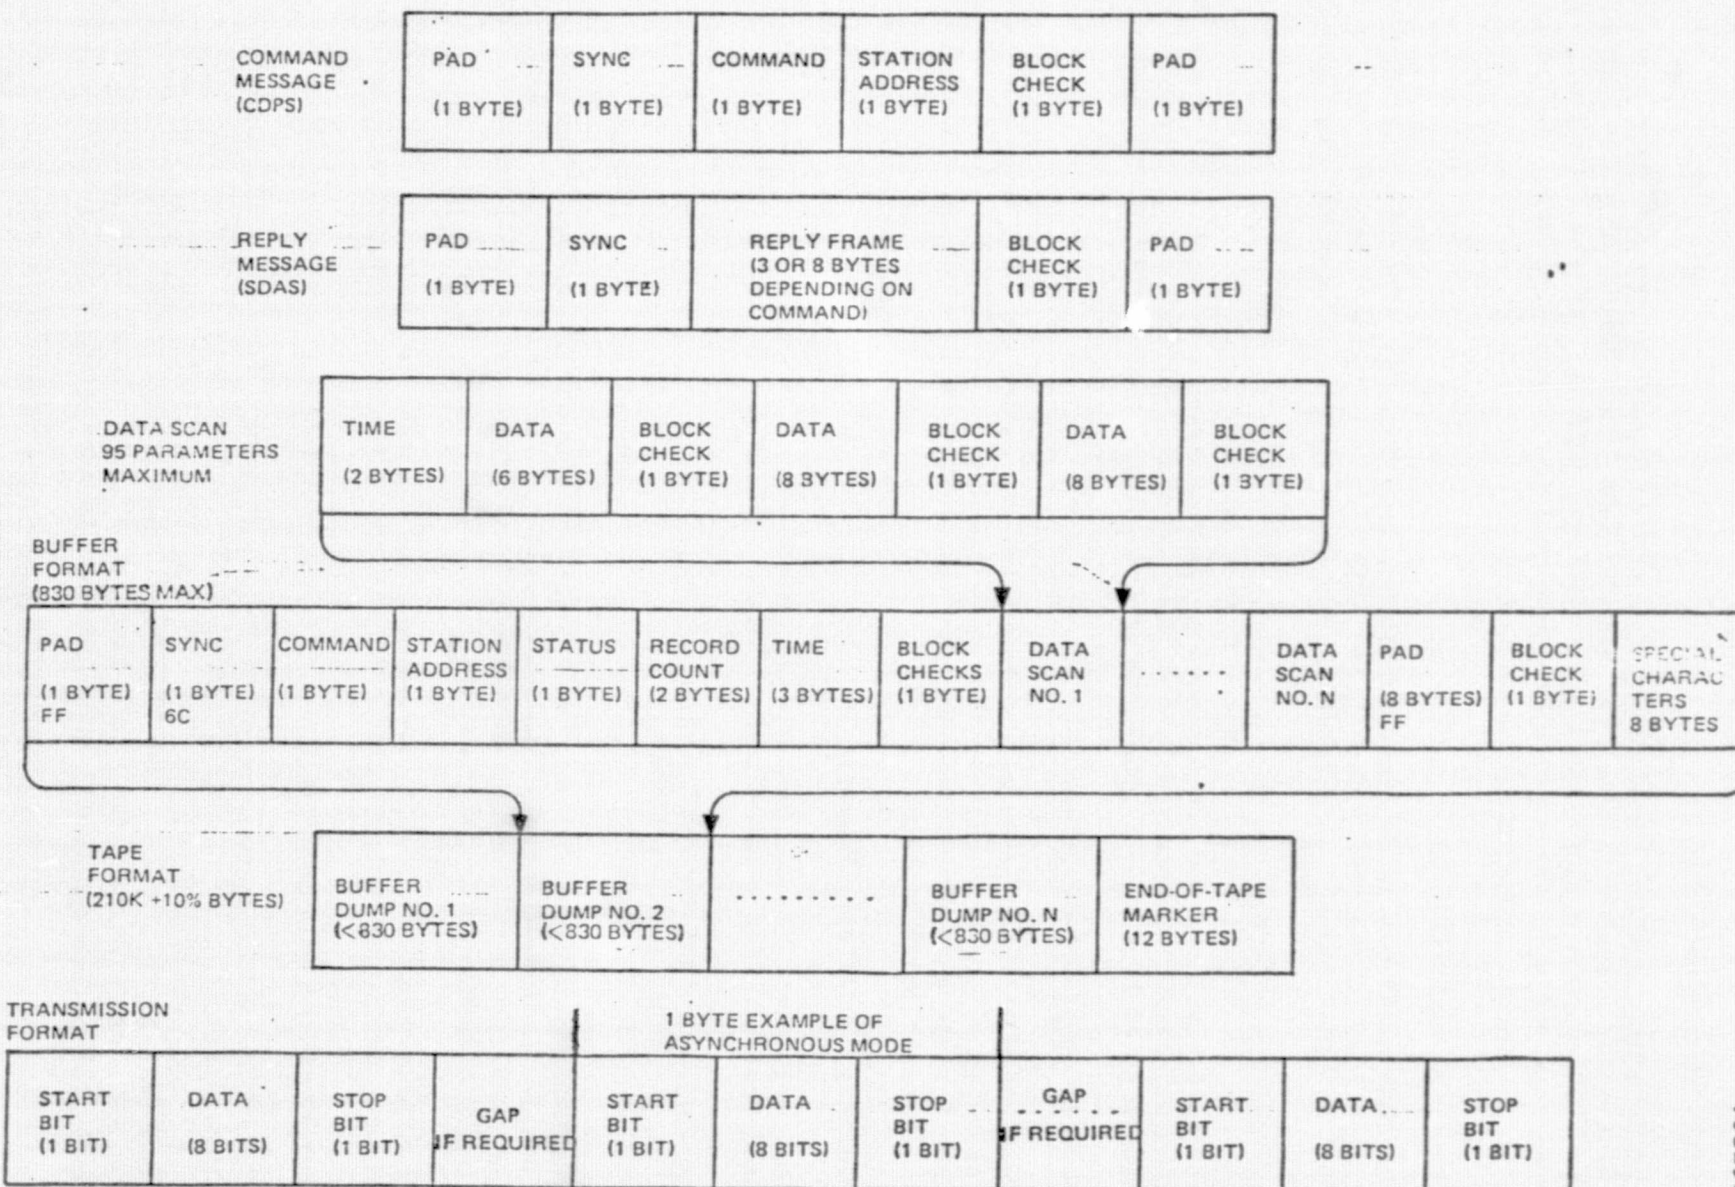 COMMAND
MESSAGE
(CDPS)
PAD
(1 BYTE)
SYNC
(1 BYTE)
COMMAND
(1 BYTE)
STATION
ADDRESS
(1 BYTE)
BLOCK
CHECK
(1 BYTE)
PAD
(1 BYTE)
REPLY
MESSAGE
(SDAS)
PAD
(1 BYTE)
SYNC
(1 BYTE)
REPLY FRAME
(3 OR 8 BYTES
DEPENDING ON
COMMAND)
BLOCK
CHECK
(1 BYTE)
PAD
(1 BYTE)
DATA SCAN
95 PARAMETERS
MAXIMUM
TIME
(2 BYTES)
DATA
(6 BYTES)
BLOCK
CHECK
(1 BYTE)
DATA
(8 BYTES)
BLOCK
CHECK
(1 BYTE)
DATA
(8 BYTES)
BLOCK
CHECK
(1 BYTE)
BUFFER
FORMAT
(830 BYTES MAX)
PAD
(1 BYTE)
FF
SYNC
(1 BYTE)
6C
COMMAND
(1 BYTE)
STATION
ADDRESS
(1 BYTE)
STATUS
(1 BYTE)
RECORD
COUNT
(2 BYTES)
TIME
(3 BYTES)
BLOCK
CHECKS
(1 BYTE)
DATA
SCAN
NO. 1
. . . . . .
DATA
SCAN
NO. N
PAD
(8 BYTES)
FF
BLOCK
CHECK
(1 BYTE)
SPECIAL
CHARAC
TERS
8 BYTES
TAPE
FORMAT
(210K +10% BYTES)
BUFFER
DUMP NO. 1
(<830 BYTES)
BUFFER
DUMP NO. 2
(<830 BYTES)
. . . . . . . . .
BUFFER
DUMP NO. N
(<830 BYTES)
END-OF-TAPE
MARKER
(12 BYTES)
TRANSMISSION
FORMAT
1 BYTE EXAMPLE OF
ASYNCHRONOUS MODE
START
BIT
(1 BIT)
DATA
(8 BITS)
STOP
BIT
(1 BIT)
GAP
IF REQUIRED
START
BIT
(1 BIT)
DATA
(8 BITS)
STOP
BIT
(1 BIT)
GAP
. . . . . . .
IF REQUIRED
START
BIT
(1 BIT)
DATA
(8 BITS)
STOP
BIT
(1 BIT)